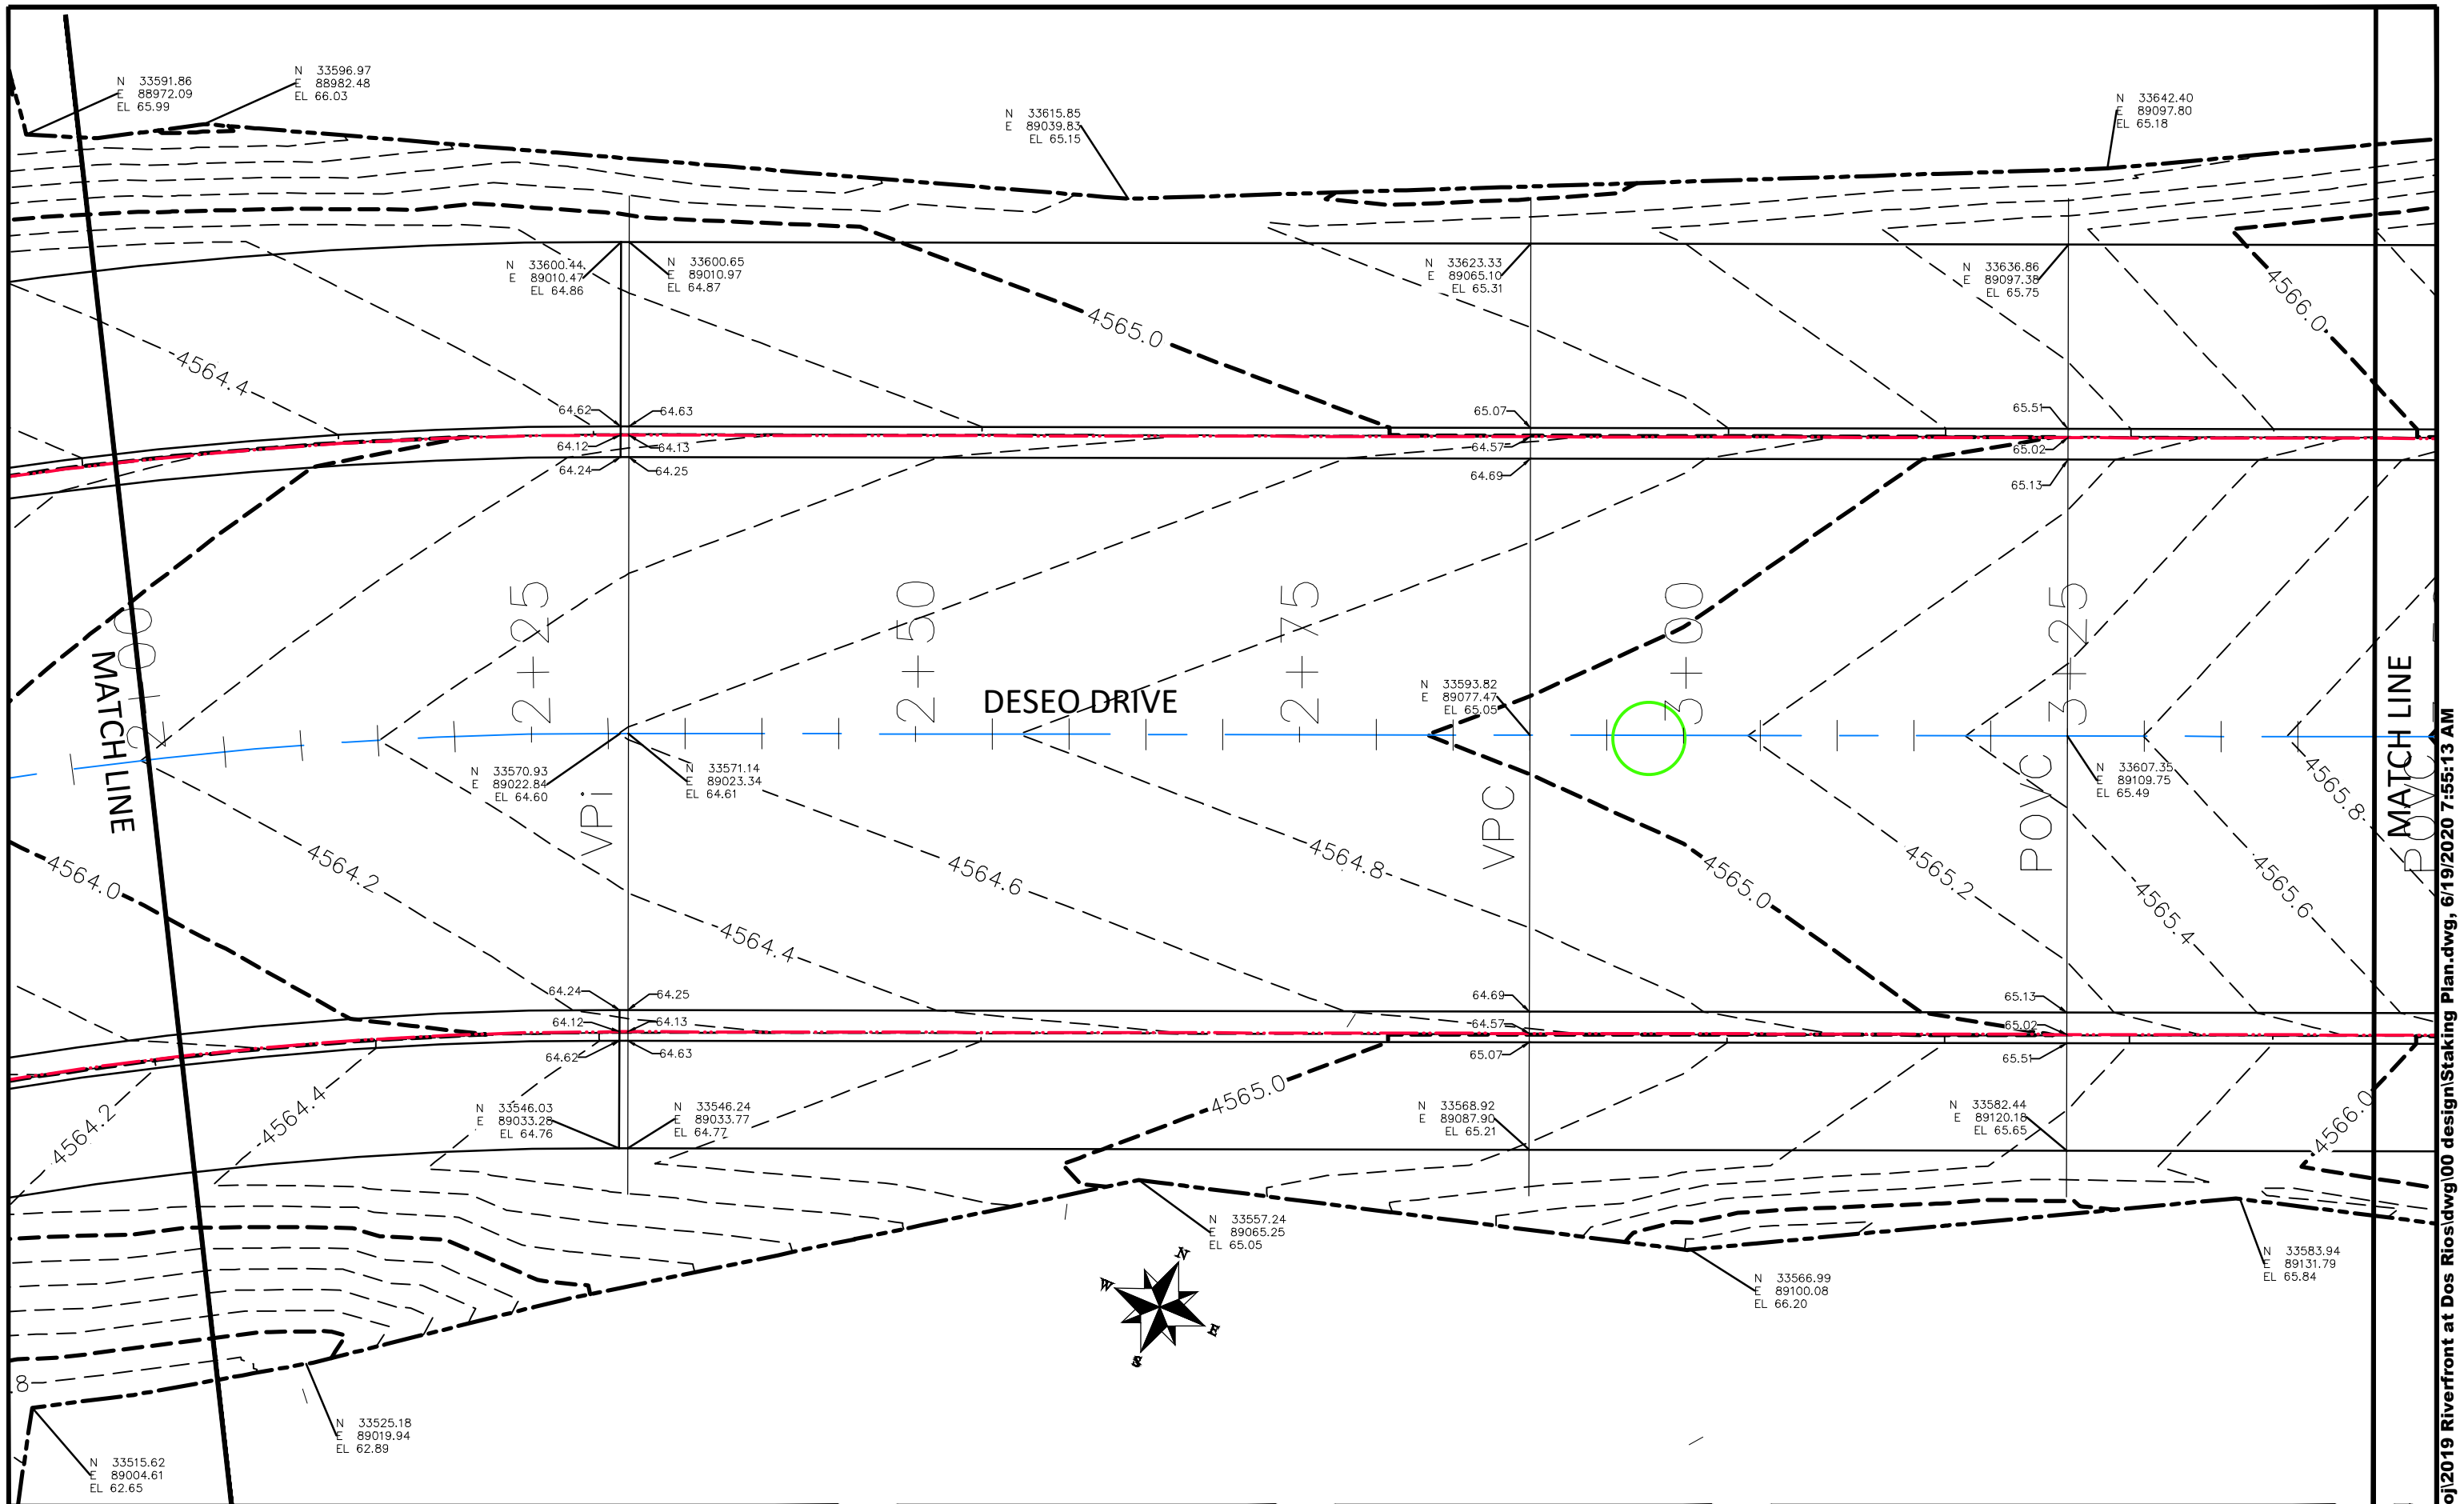 N 33591.86
E 88972.09
EL 65.99
N 33596.97
E 88982.48
EL 66.03
N 33615.85
E 89039.83
EL 65.15
N 33642.40
E 89097.80
EL 65.18
N 33600.44
E 89010.47
EL 64.86
N 33600.65
E 89010.97
EL 64.87
N 33623.33
E 89065.10
EL 65.31
N 33636.86
E 89097.38
EL 65.75
4566.0
4565.0
4564.4
64.62
64.63
65.07
65.51
64.12
64.13
64.57
65.02
64.24
64.25
64.69
65.13
2+00
2+25
2+50
2+75
3+00
3+25
MATCH LINE
DESEO DRIVE
MATCH LINE
N 33593.82
E 89077.47
EL 65.05
N 33570.93
E 89022.84
EL 64.60
N 33571.14
E 89023.34
EL 64.61
N 33607.35
E 89109.75
EL 65.49
VPi
VPC
POVC
POVC
4565.8
4564.0
4564.2
4564.6
4564.8
4565.0
4565.2
4565.6
4564.4
4565.4
64.24
64.25
64.69
65.13
64.12
64.13
64.57
65.02
64.62
64.63
65.07
65.51
4564.2
4564.4
4565.0
4566.0
N 33546.03
E 89033.28
EL 64.76
N 33546.24
E 89033.77
EL 64.77
N 33568.92
E 89087.90
EL 65.21
N 33582.44
E 89120.18
EL 65.65
N 33557.24
E 89065.25
EL 65.05
N 33583.94
E 89131.79
EL 65.84
N 33566.99
E 89100.08
EL 66.20
N
W
E
S
.8
N 33525.18
E 89019.94
EL 62.89
N 33515.62
E 89004.61
EL 62.65
oj\2019 Riverfront at Dos Rios\dwg\00 design\Staking Plan.dwg, 6/19/2020 7:55:13 AM